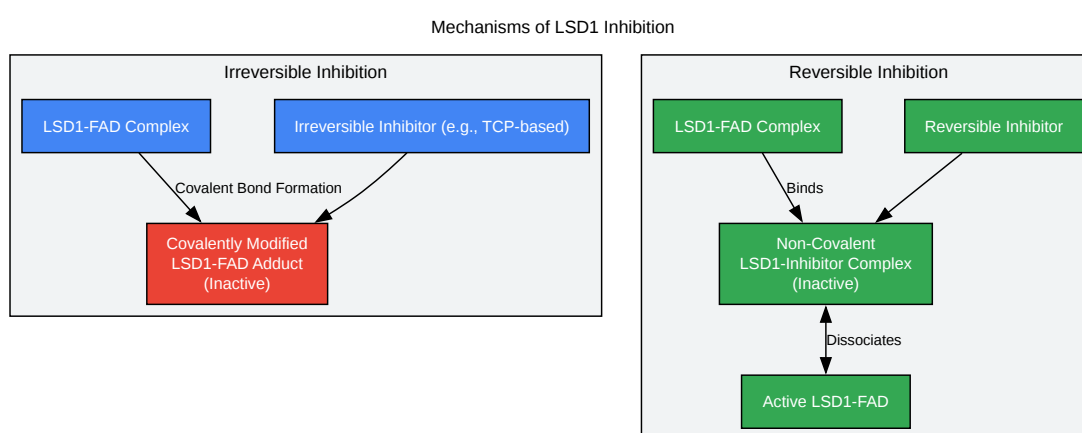 Mechanisms of LSD1 Inhibition
Irreversible Inhibition
LSD1-FAD Complex
Irreversible Inhibitor (e.g., TCP-based)
Covalent Bond Formation
Covalently Modified
LSD1-FAD Adduct
(Inactive)
Reversible Inhibition
LSD1-FAD Complex
Reversible Inhibitor
Binds
Non-Covalent
LSD1-Inhibitor Complex
(Inactive)
Dissociates
Active LSD1-FAD